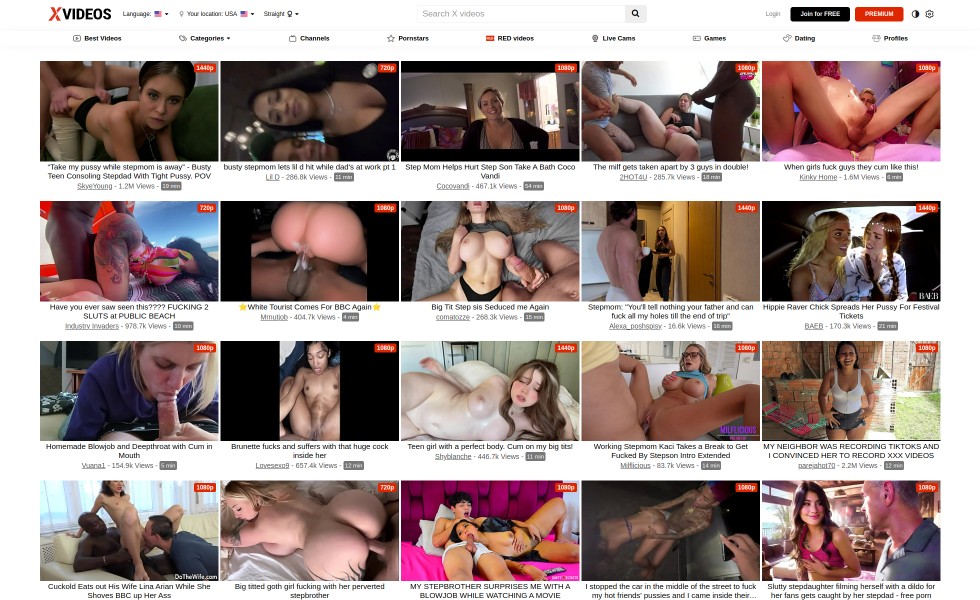 XVIDEOS
Language:
Your location: USA
Straight
Search X videos
Login
Join for FREE
PREMIUM
Best Videos
Categories
Channels
Pornstars
RED videos
Live Cams
Games
Dating
Profiles
1440p
720p
1080p
1080p
1080p
"Take my pussy while stepmom is away" - Busty
Teen Consoling Stepdad With Tight Pussy. POV
SkyeYoung - 1.2M Views - 19 min
busty stepmom lets lil d hit while dad's at work pt 1
Lil D - 286.8k Views - 11 min
Step Mom Helps Hurt Step Son Take A Bath Coco
Vandi
Cocovandi - 467.1k Views - 54 min
The milf gets taken apart by 3 guys in double!
2HOT4U - 285.7k Views - 18 min
When girls fuck guys they cum like this!
Kinky Home - 1.6M Views - 6 min
720p
1080p
1080p
1440p
1440p
BAEB
Have you ever saw seen this???? FUCKING 2
SLUTS at PUBLIC BEACH
Industry Invaders - 978.7k Views - 10 min
⭐White Tourist Comes For BBC Again⭐
Mrmutiob - 404.7k Views - 4 min
Big Tit Step sis Seduced me Again
comatozze - 268.3k Views - 15 min
Stepmom: "You'll tell nothing your father and can
fuck all my holes till the end of trip"
Alexa_poshspisy - 16.6k Views - 16 min
Hippie Raver Chick Spreads Her Pussy For Festival
Tickets
BAEB - 170.3k Views - 21 min
1080p
1080p
1440p
1080p
1080p
MILFLICIOUS
Homemade Blowjob and Deepthroat with Cum in
Mouth
Vuana1 - 154.9k Views - 5 min
Brunette fucks and suffers with that huge cock
inside her
Lovesexo9 - 657.4k Views - 12 min
Teen girl with a perfect body. Cum on my big tits!
Shyblanche - 446.7k Views - 11 min
Working Stepmom Kaci Takes a Break to Get
Fucked By Stepson Intro Extended
Milflicious - 83.7k Views - 14 min
MY NEIGHBOR WAS RECORDING TIKTOKS AND
I CONVINCED HER TO RECORD XXX VIDEOS
parejahot70 - 2.2M Views - 12 min
1080p
720p
1080p
1080p
1080p
DoTheWife.com
Cuckold Eats out His Wife Lina Arian While She
Shoves BBC up Her Ass
Big titted goth girl fucking with her perverted
stepbrother
MY STEPBROTHER SURPRISES ME WITH A
BLOWJOB WHILE WATCHING A MOVIE
I stopped the car in the middle of the street to fuck
my hot friends' pussies and I came inside their...
Slutty stepdaughter filming herself with a dildo for
her fans gets caught by her stepdad - free porn